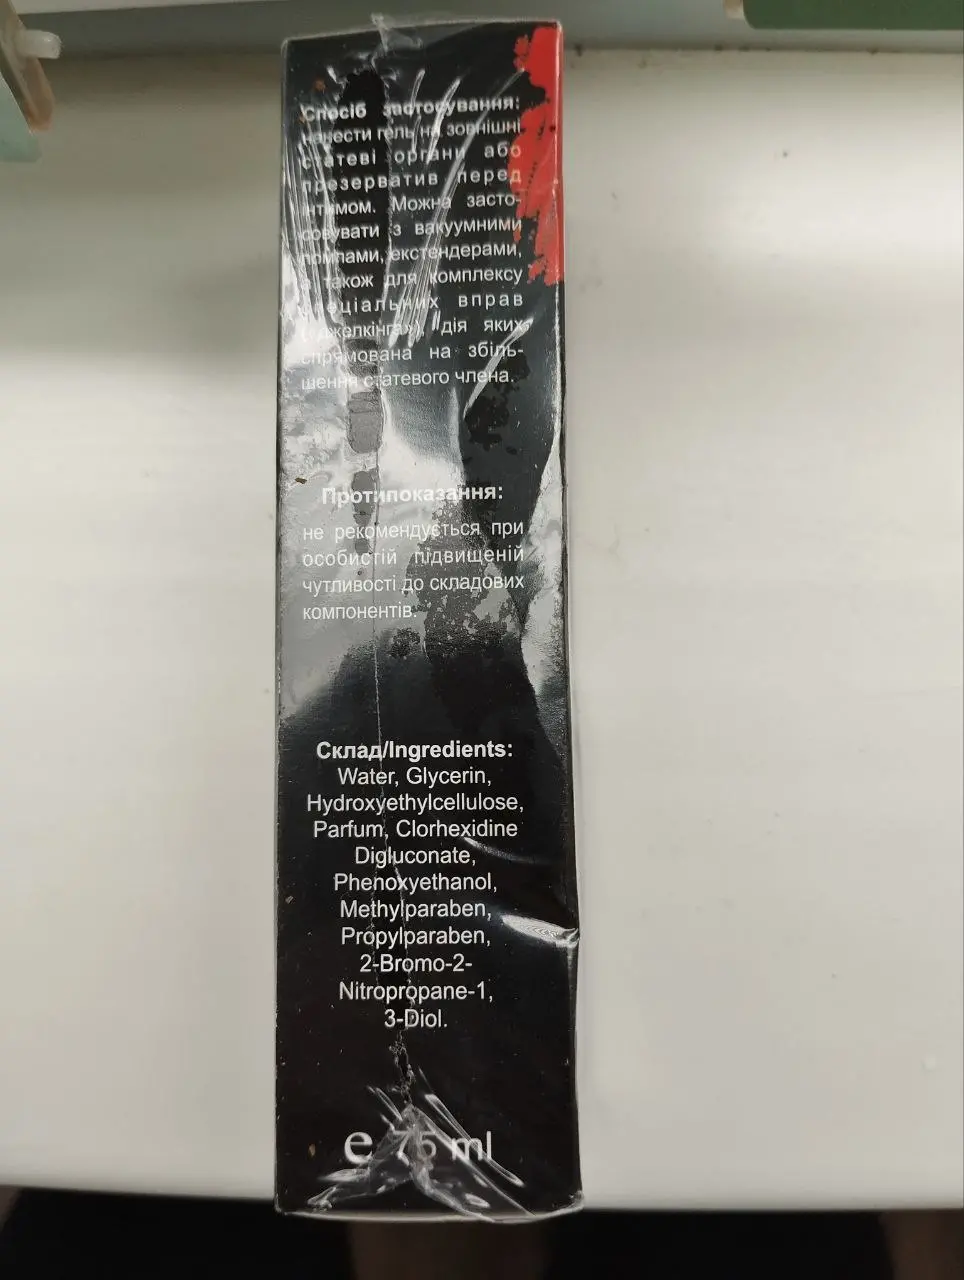 Спосіб застосування:
нанести гель на зовнішні
статеві органи або
презерватив перед
інтимом. Можна засто-
совувати з вакуумними
помпами, екстендерами,
а також для комплексу
спеціальних вправ
(«джелкінга»), дія яких
спрямована на збіль-
шення статевого члена.
Протипоказання:
не рекомендується при
особистій підвищеній
чутливості до складових
компонентів.
Склад/Ingredients:
Water, Glycerin,
Hydroxyethylcellulose,
Parfum, Clorhexidine
Digluconate,
Phenoxyethanol,
Methylparaben,
Propylparaben,
2-Bromo-2-
Nitropropane-1,
3-Diol.
e 75 ml